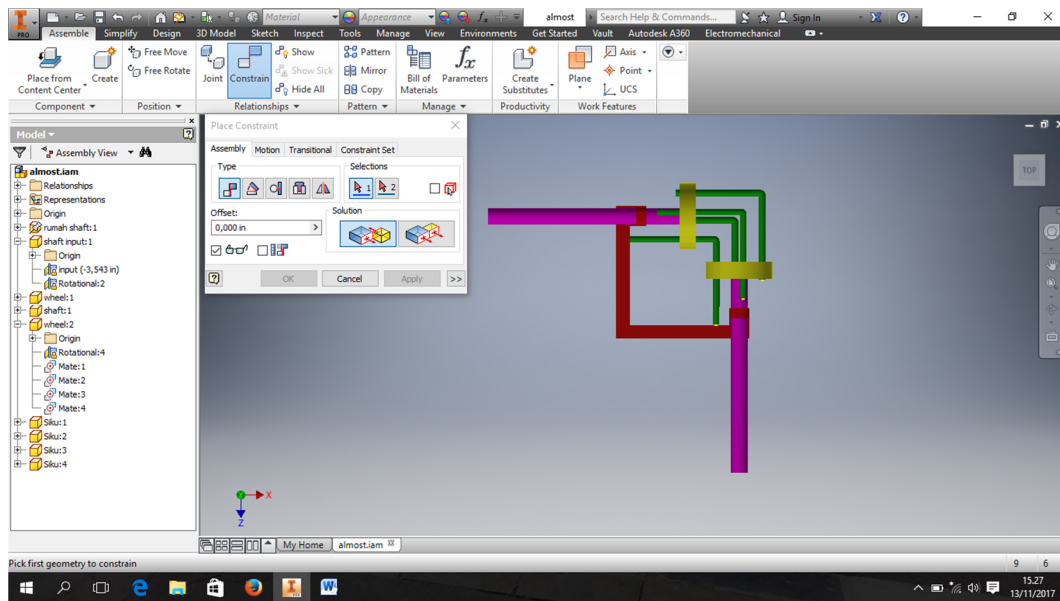 I PRO
Material
Appearance
almost
Search Help & Commands...
Sign In
Assemble Simplify Design 3D Model Sketch Inspect Tools Manage View Environments Get Started Vault Autodesk A360 Electromechanical
Place from Content Center
Create
Free Move
Free Rotate
Joint
Constrain
Show
Show Sick
Hide All
Pattern
Mirror
Copy
Bill of Materials
fx
Parameters
Create Substitutes
Plane
Axis
Point
UCS
Component Position Relationships Pattern Manage Productivity Work Features
Model
Assembly View
almost.iam
Relationships
Representations
Origin
rumah shaft:1
shaft input:1
Origin
input (-3,543 in)
Rotational:2
wheel:1
shaft:1
wheel:2
Origin
Rotational:4
Mate:1
Mate:2
Mate:3
Mate:4
Siku:1
Siku:2
Siku:3
Siku:4
Place Constraint
Assembly Motion Transitional Constraint Set
Type
Selections
1 2
Offset:
0,000 in
Solution
OK Cancel Apply >>
TOP
Y X
Z
My Home almost.iam
Pick first geometry to constrain
9 6
15.27
13/11/2017